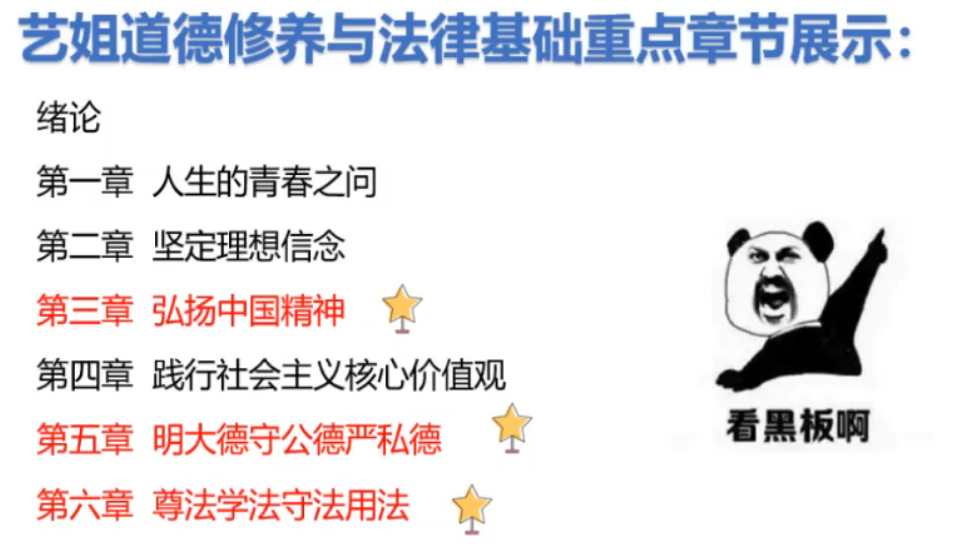 艺姐道德修养与法律基础重点章节展示：
绪论
第一章 人生的青春之问
第二章 坚定理想信念
第三章 弘扬中国精神
第四章 践行社会主义核心价值观
第五章 明大德守公德严私德
第六章 尊法学法守法用法
看黑板啊